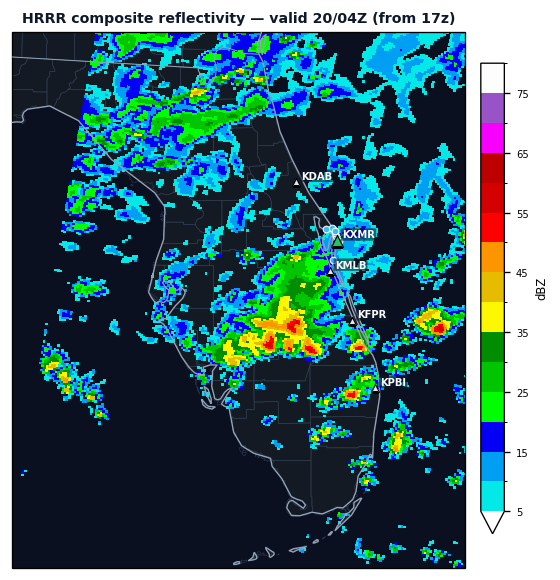 HRRR composite reflectivity — valid 20/04Z (from 17z)
KDAB
KXMR
KMLB
KFPR
KPBI
75
65
55
45
35
25
15
5
dBZ